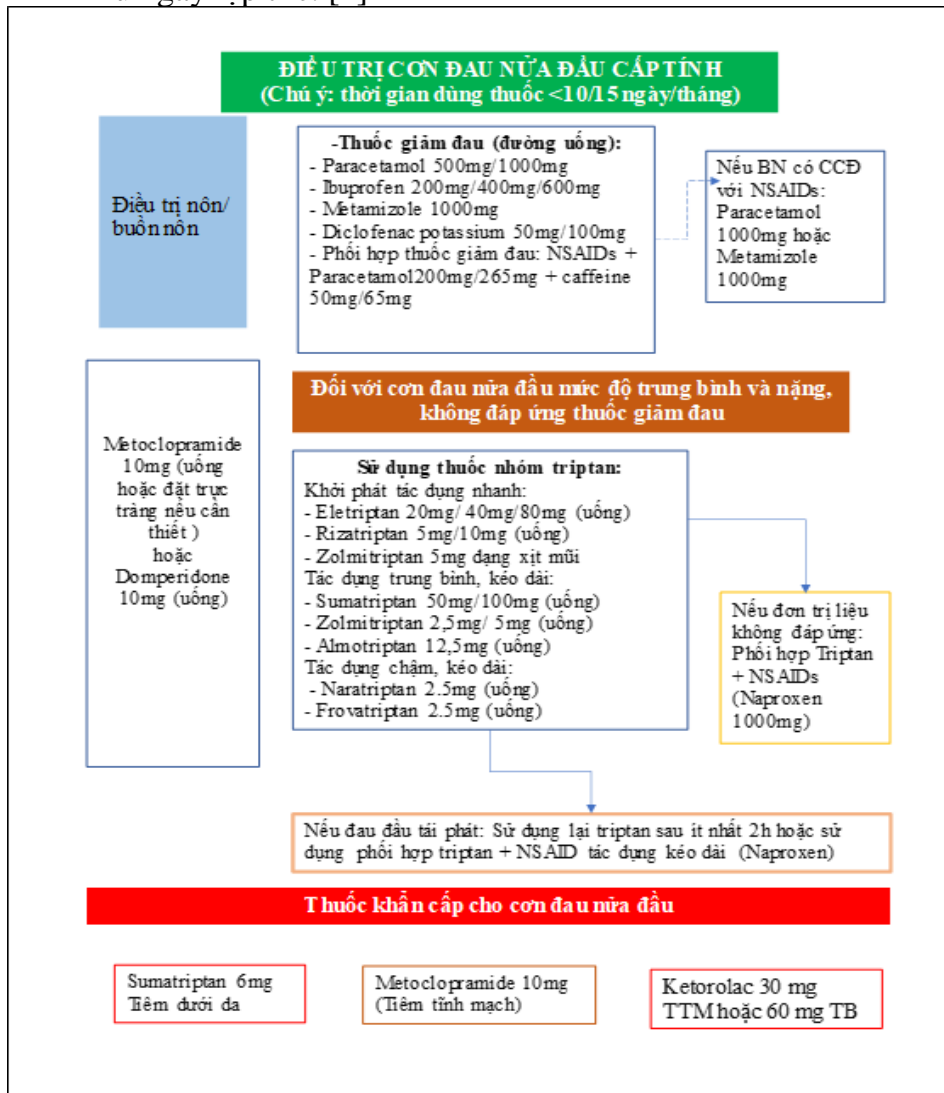 ĐIỀU TRỊ CƠN ĐAU NỬA ĐẦU CẤP TÍNH
(Chú ý: thời gian dùng thuốc <10/15 ngày/tháng)
Điều trị nôn/
buồn nôn
-Thuốc giảm đau (đường uống):
- Paracetamol 500mg/1000mg
- Ibuprofen 200mg/400mg/600mg
- Metamizole 1000mg
- Diclofenac potassium 50mg/100mg
- Phối hợp thuốc giảm đau: NSAIDs +
Paracetamol200mg/265mg + caffeine
50mg/65mg
Nếu BN có CCĐ
với NSAIDs:
Paracetamol
1000mg hoặc
Metamizole
1000mg
Đối với cơn đau nửa đầu mức độ trung bình và nặng,
không đáp ứng thuốc giảm đau
Metoclopramide
10mg (uống
hoặc đặt trực
tràng nếu cần
thiết )
hoặc
Domperidone
10mg (uống)
Sử dụng thuốc nhóm triptan:
Khởi phát tác dụng nhanh:
- Eletriptan 20mg/ 40mg/80mg (uống)
- Rizatriptan 5mg/10mg (uống)
- Zolmitriptan 5mg dạng xịt mũi
Tác dụng trung bình, kéo dài:
- Sumatriptan 50mg/100mg (uống)
- Zolmitriptan 2,5mg/ 5mg (uống)
- Almotriptan 12,5mg (uống)
Tác dụng chậm, kéo dài:
- Naratriptan 2.5mg (uống)
- Frovatriptan 2.5mg (uống)
Nếu đơn trị liệu
không đáp ứng:
Phối hợp Triptan
+ NSAIDs
(Naproxen
1000mg)
Nếu đau đầu tái phát: Sử dụng lại triptan sau ít nhất 2h hoặc sử
dụng phối hợp triptan + NSAID tác dụng kéo dài (Naproxen)
Thuốc khẩn cấp cho cơn đau nửa đầu
Sumatriptan 6mg
Tiêm dưới da
Metoclopramide 10mg
(Tiêm tĩnh mạch)
Ketorolac 30 mg
TTM hoặc 60 mg TB